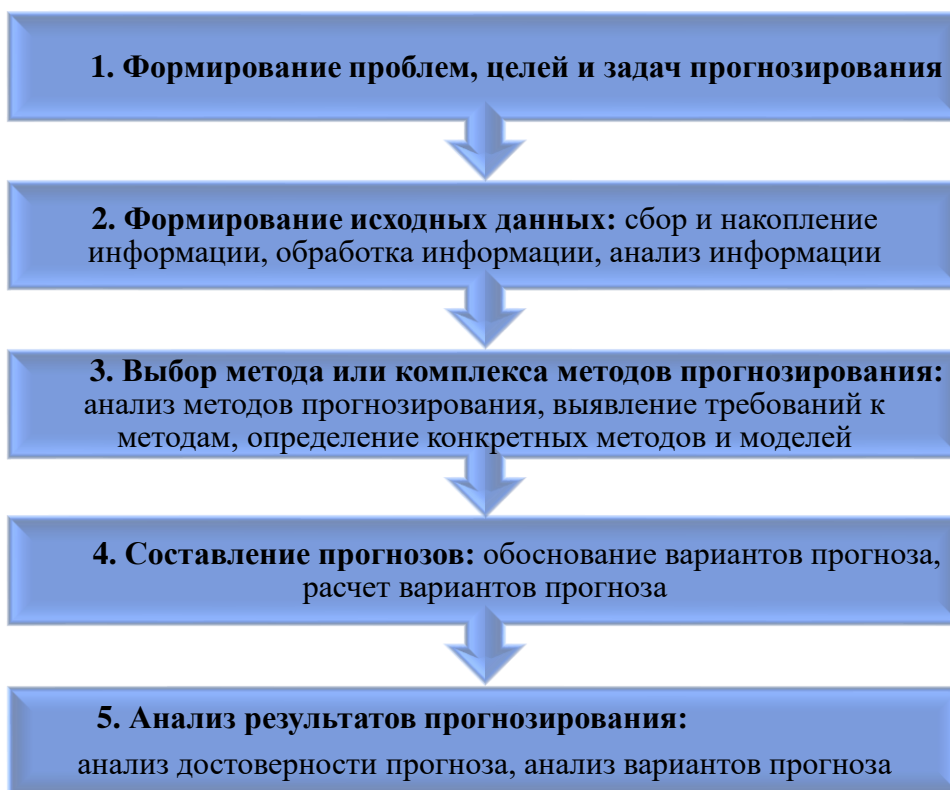 1. Формирование проблем, целей и задач прогнозирования
2. Формирование исходных данных: сбор и накопление
информации, обработка информации, анализ информации
3. Выбор метода или комплекса методов прогнозирования:
анализ методов прогнозирования, выявление требований к
методам, определение конкретных методов и моделей
4. Составление прогнозов: обоснование вариантов прогноза,
расчет вариантов прогноза
5. Анализ результатов прогнозирования:
анализ достоверности прогноза, анализ вариантов прогноза